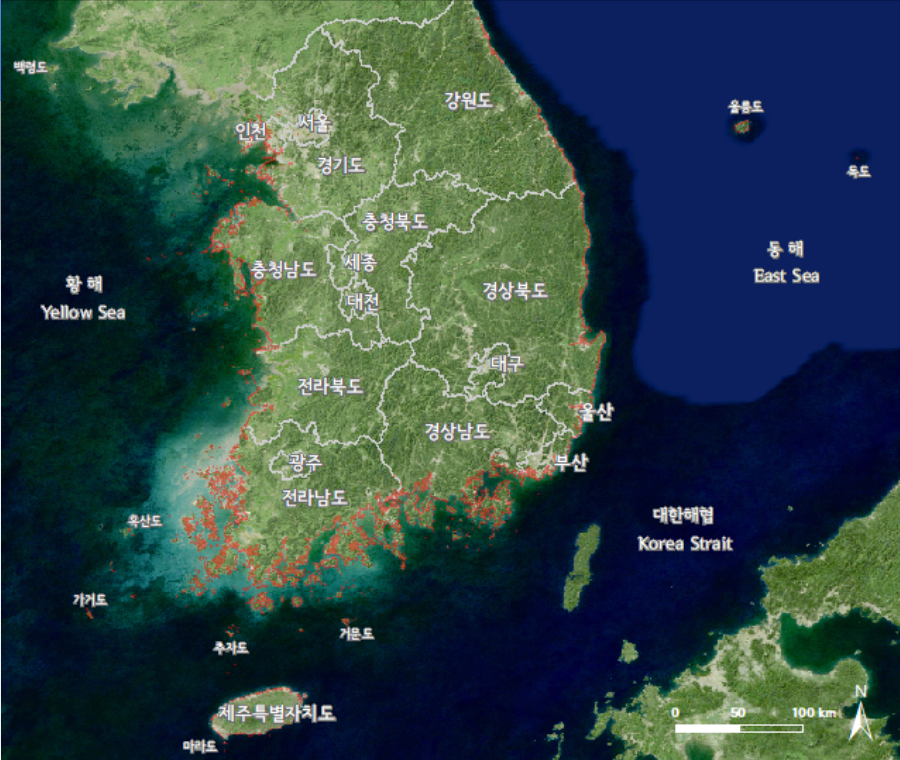 백령도
강원도
울릉도
인천
서울
경기도
독도
충청북도
동 해
East Sea
세종
충청남도
황 해
Yellow Sea
경상북도
대전
대구
전라북도
울산
경상남도
광주
부산
전라남도
대한해협
Korea Strait
가거도
거문도
추자도
제주특별자치도
마라도
N
0 50 100 km